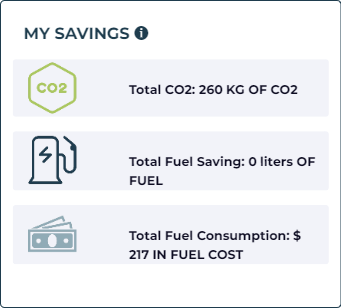 MY SAVINGS i
CO2
Total CO2: 260 KG OF CO2
Total Fuel Saving: 0 liters OF
FUEL
Total Fuel Consumption: $
217 IN FUEL COST